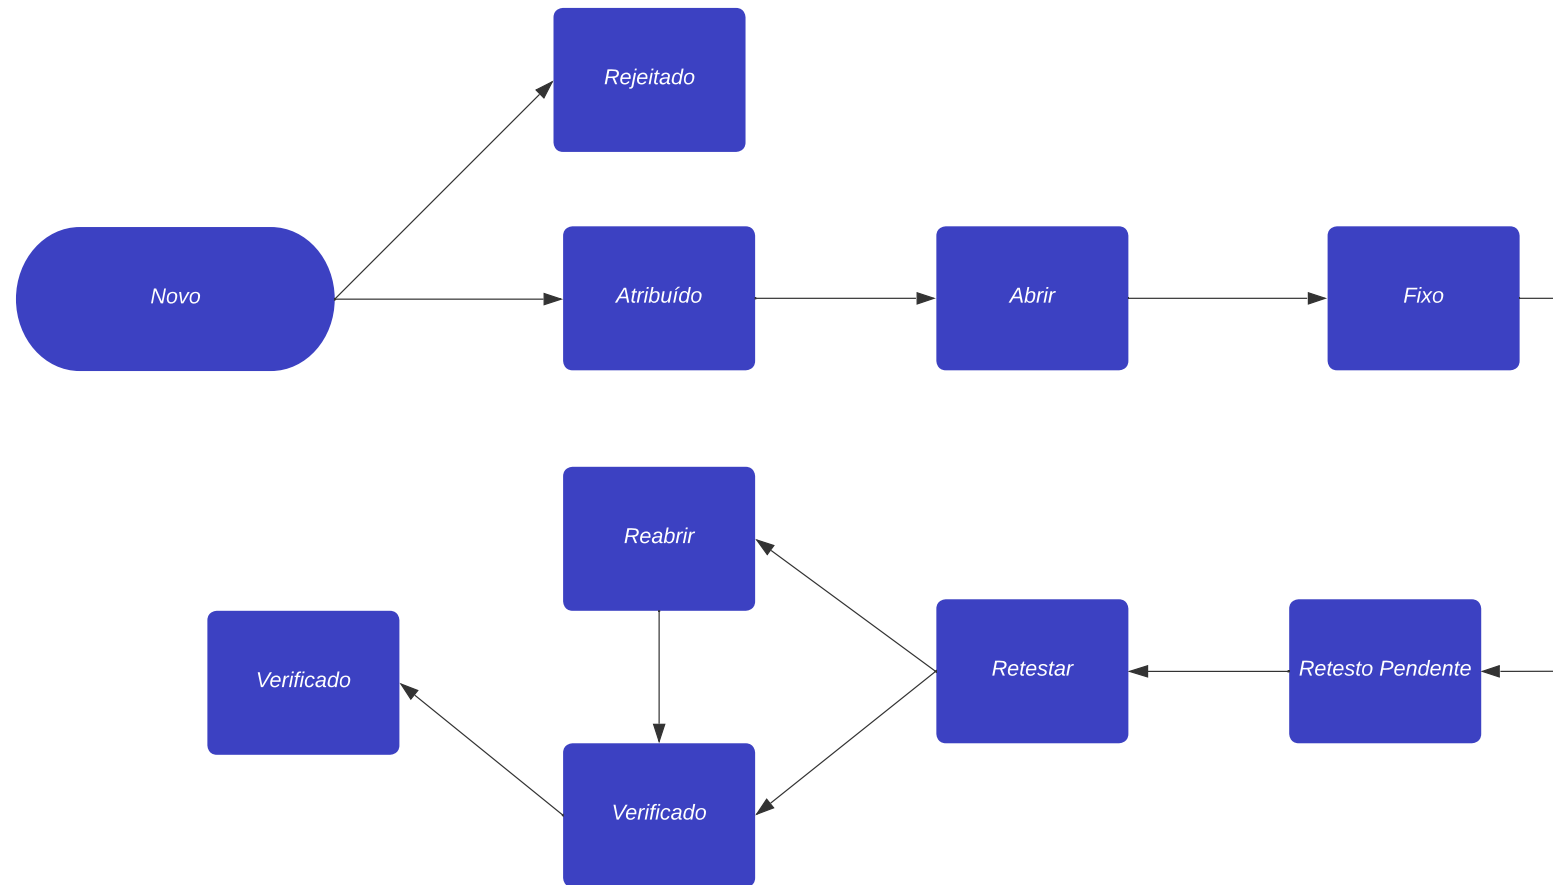 Rejeitado
Novo
Atribuído
Abrir
Fixo
Reabrir
Verificado
Retestar
Retesto Pendente
Verificado